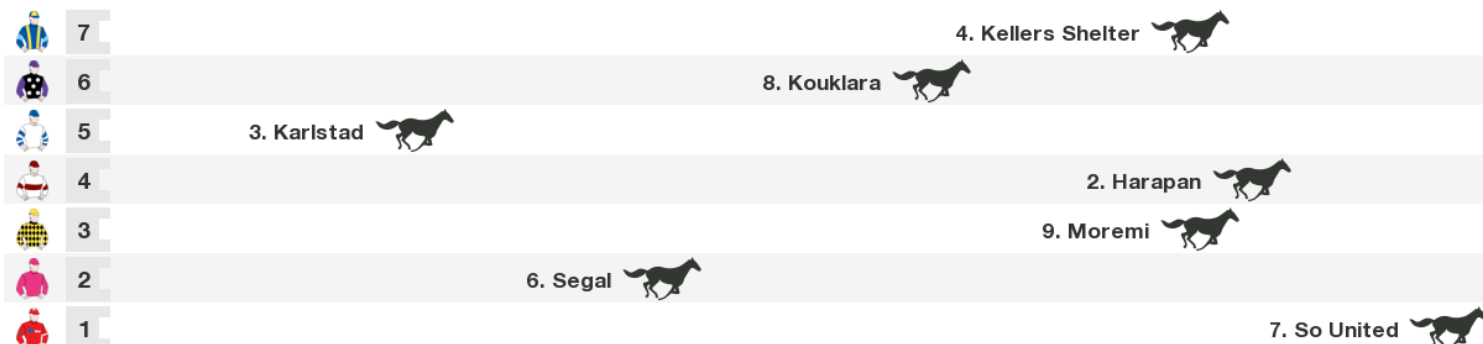 7 4. Kellers Shelter
6 8. Kouklara
5 3. Karlstad
4 2. Harapan
3 9. Moremi
2 6. Segal
1 7. So United